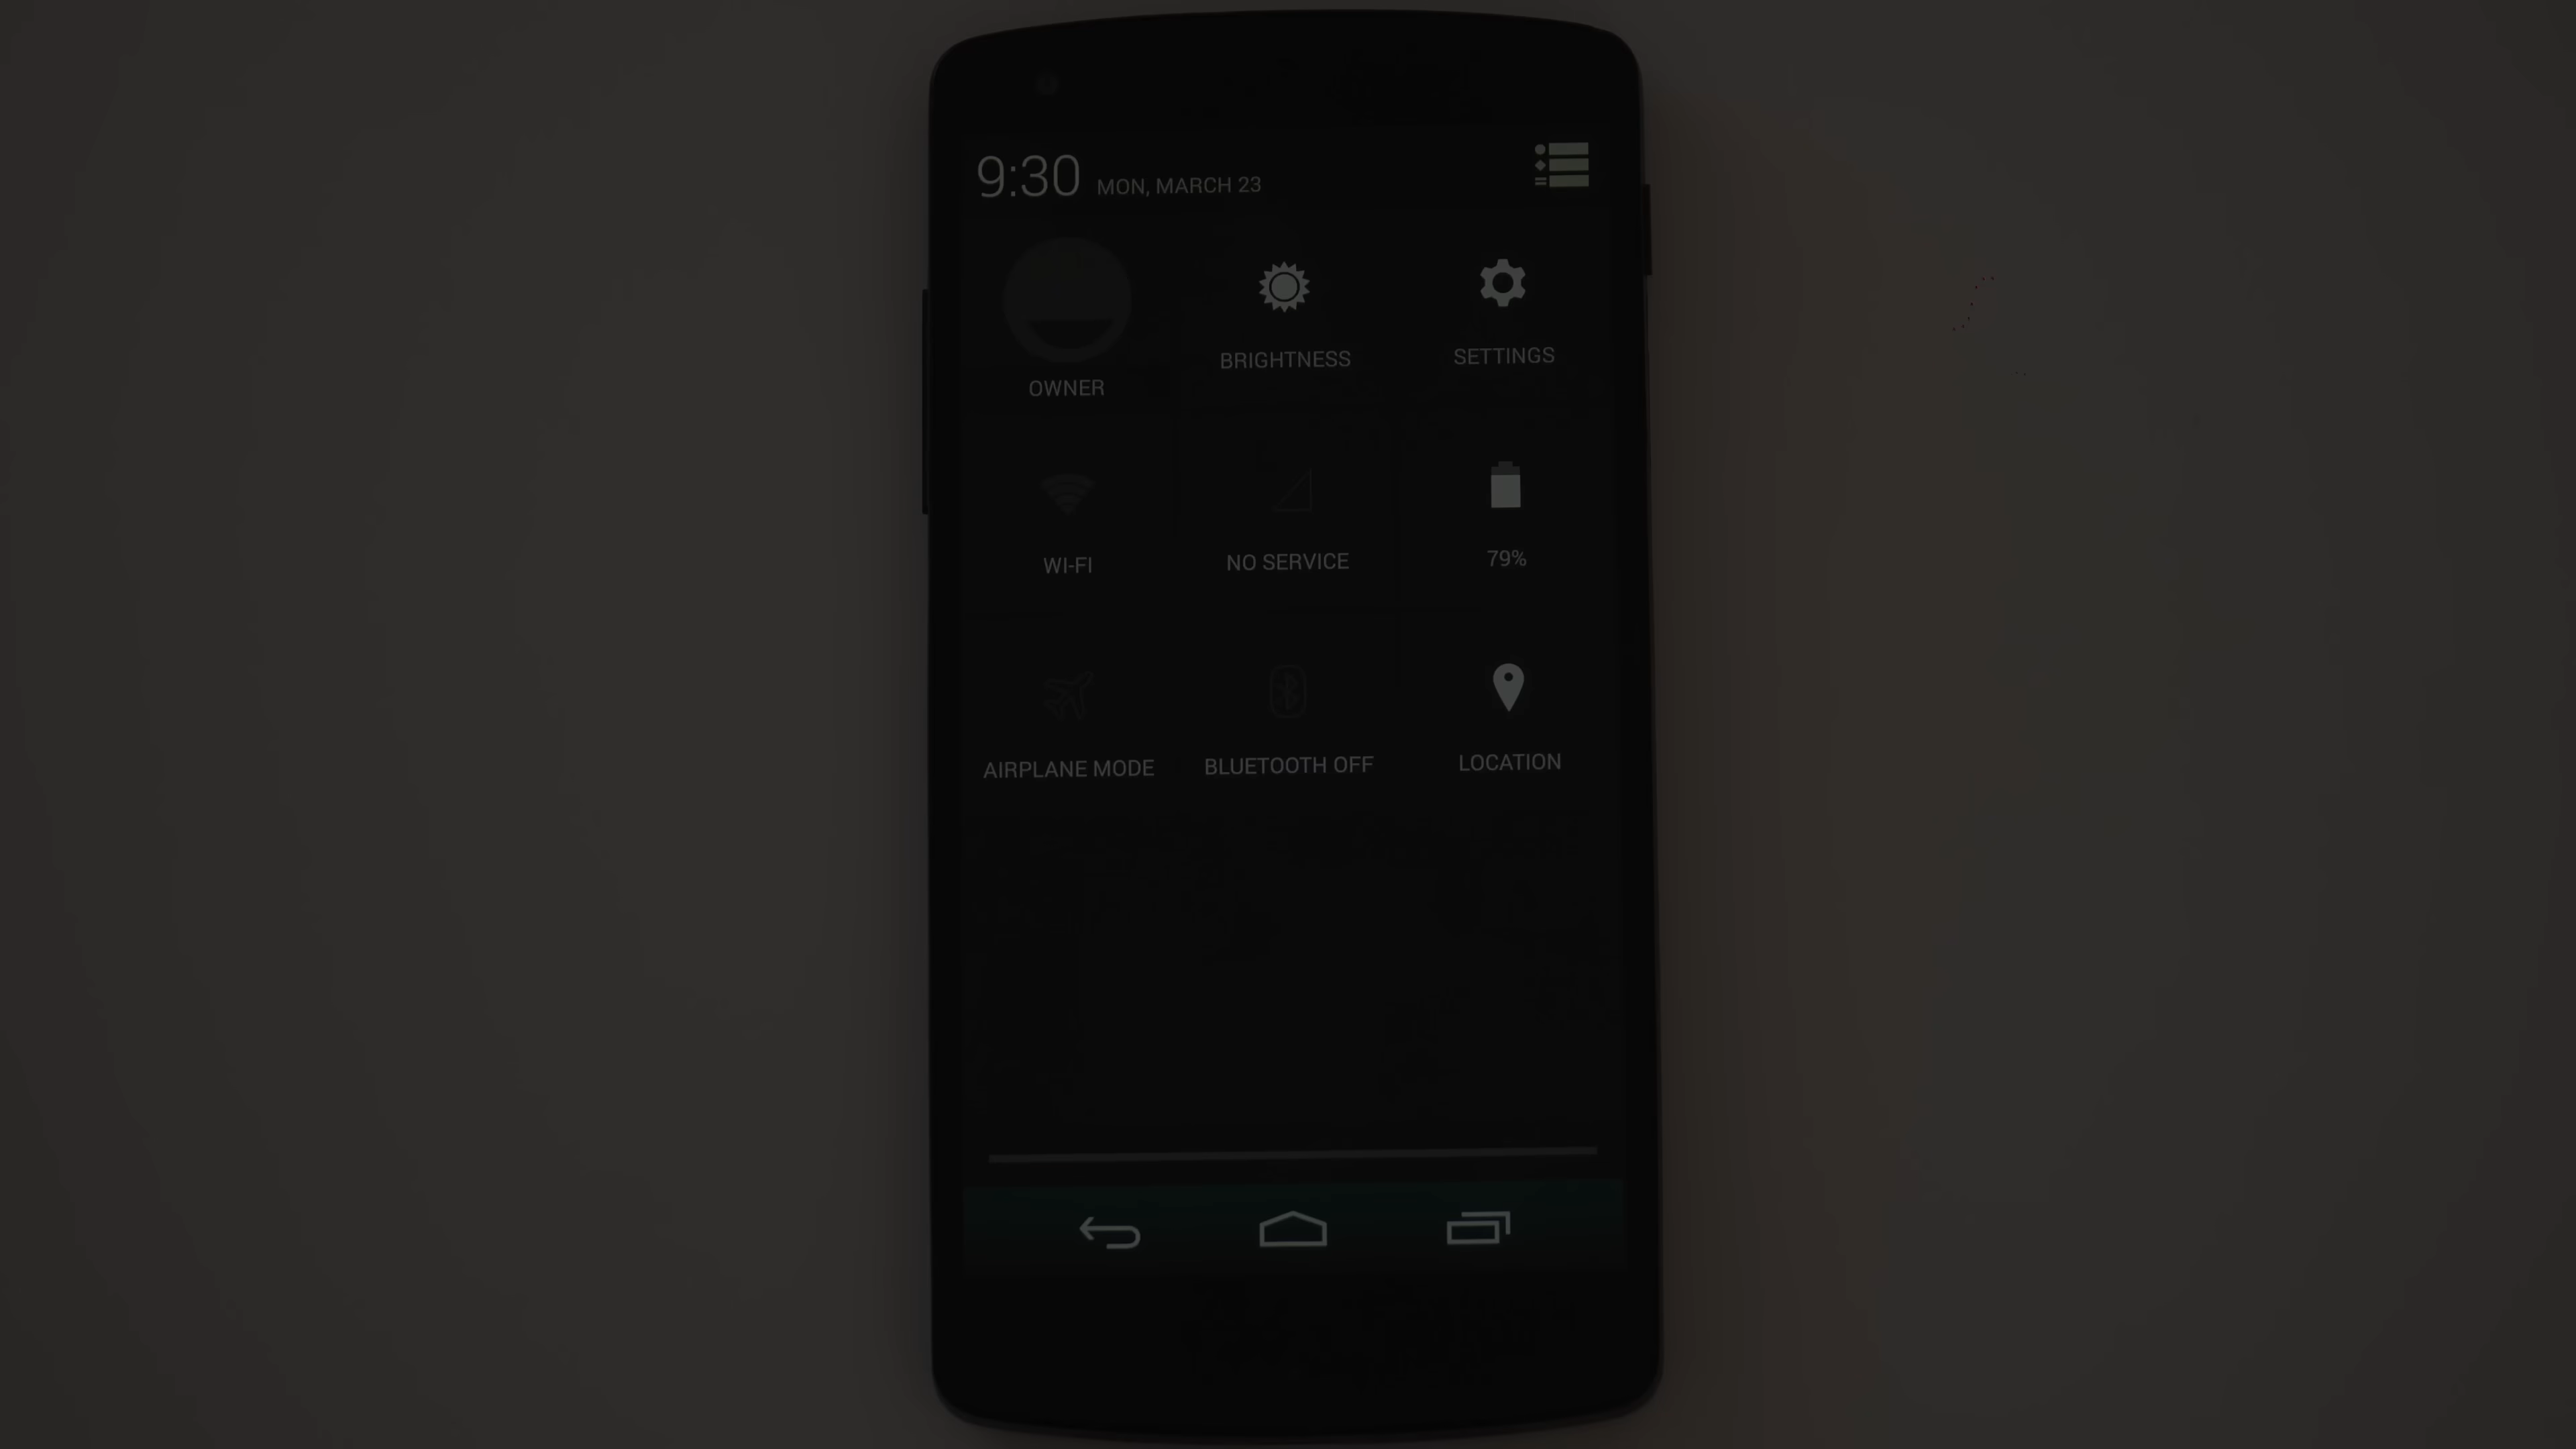 9:30 MON, MARCH 23
OWNER
BRIGHTNESS
SETTINGS
WI-FI
NO SERVICE
79%
AIRPLANE MODE
BLUETOOTH OFF
LOCATION